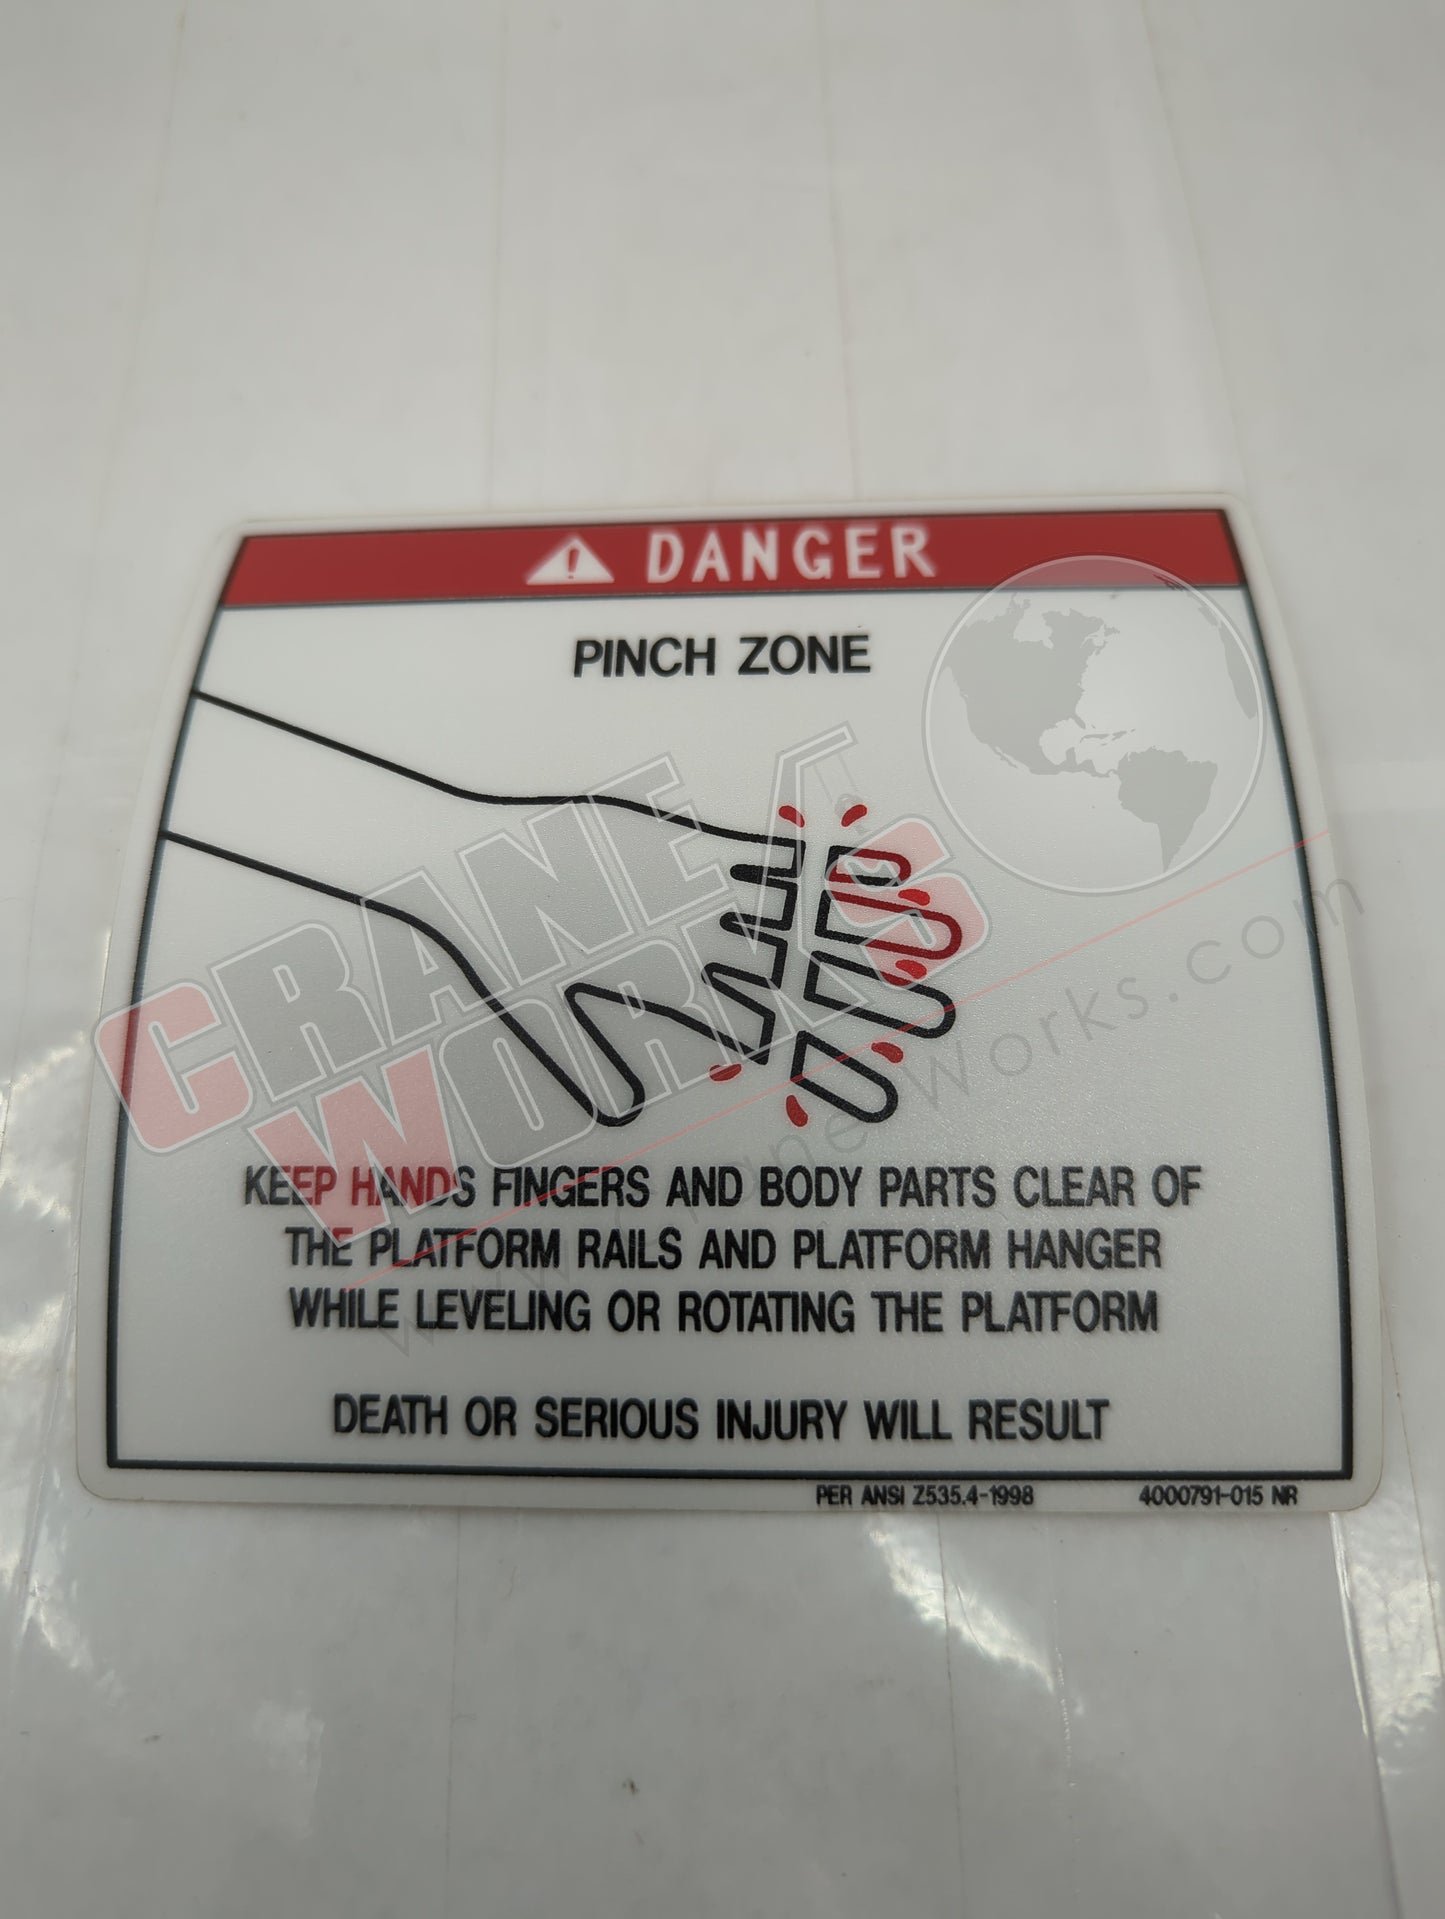 DANGER
PINCH ZONE
CRANE
WORKS
KEEP HANDS FINGERS AND BODY PARTS CLEAR OF
THE PLATFORM RAILS AND PLATFORM HANGER
WHILE LEVELING OR ROTATING THE PLATFORM
www.CraneWorks.com
DEATH OR SERIOUS INJURY WILL RESULT
PER ANSI Z535.4-1998
4000791-015 NR